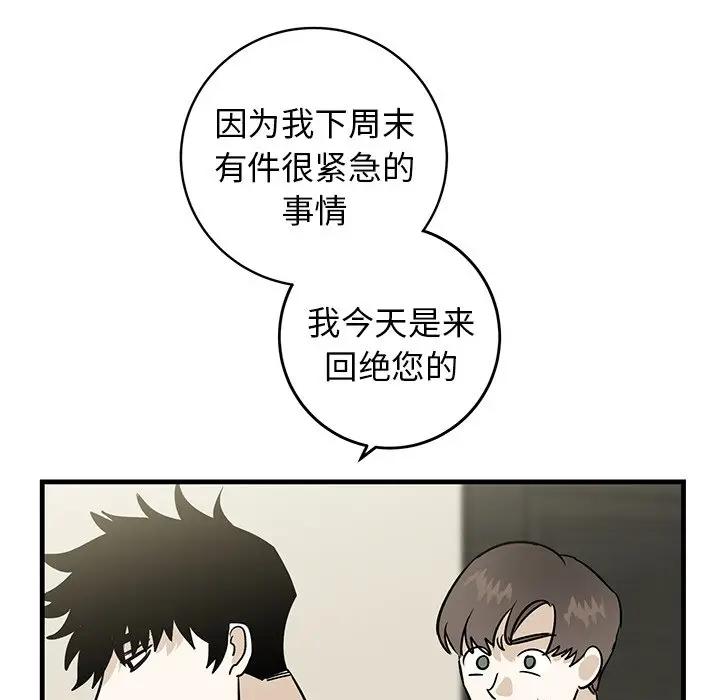 因为我下周末
有件很紧急的
事情
我今天是来
回绝您的